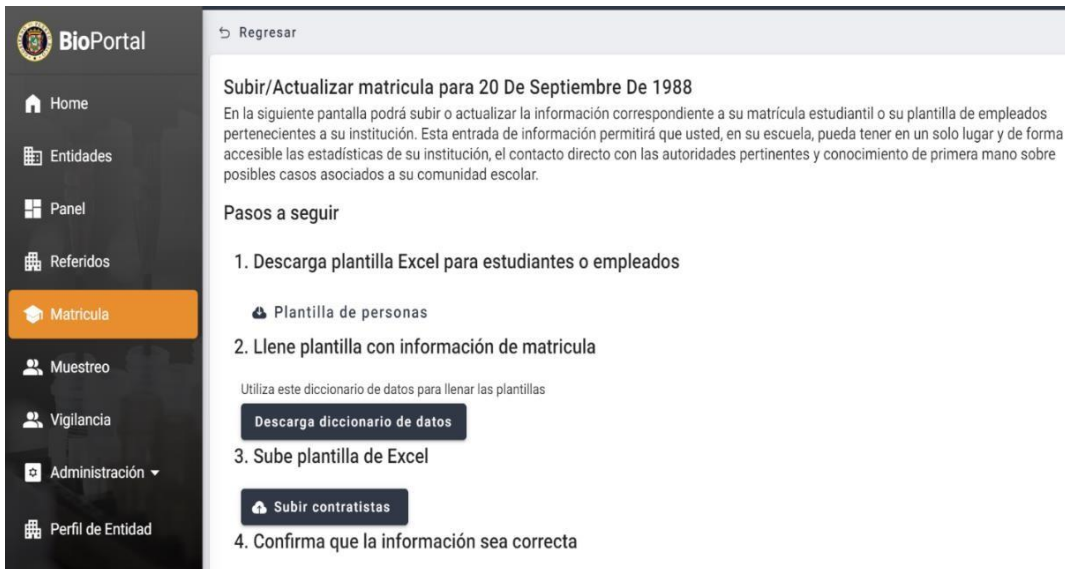 BioPortal
Home
Entidades
Panel
Referidos
Matricula
Muestreo
Vigilancia
Administración
Perfil de Entidad
Regresar
Subir/Actualizar matricula para 20 De Septiembre De 1988
En la siguiente pantalla podrá subir o actualizar la información correspondiente a su matrícula estudiantil o su plantilla de empleados
pertenecientes a su institución. Esta entrada de información permitirá que usted, en su escuela, pueda tener en un solo lugar y de forma
accesible las estadísticas de su institución, el contacto directo con las autoridades pertinentes y conocimiento de primera mano sobre
posibles casos asociados a su comunidad escolar.
Pasos a seguir
1. Descarga plantilla Excel para estudiantes o empleados
Plantilla de personas
2. Llene plantilla con información de matricula
Utiliza este diccionario de datos para llenar las plantillas
Descarga diccionario de datos
3. Sube plantilla de Excel
Subir contratistas
4. Confirma que la información sea correcta